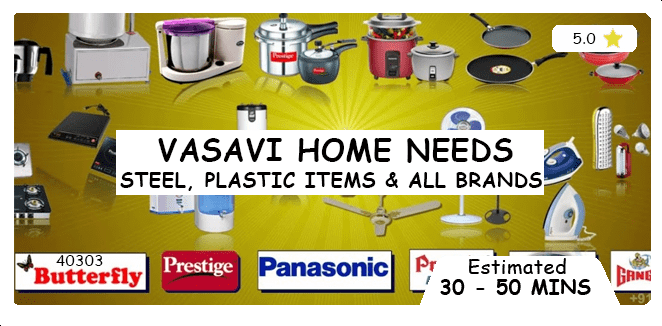 5.0
Prestige
VASAVI HOME NEEDS
STEEL, PLASTIC ITEMS & ALL BRANDS
40303
Butterfly
Prestige
Panasonic
Estimated
30 - 50 MINS
+91